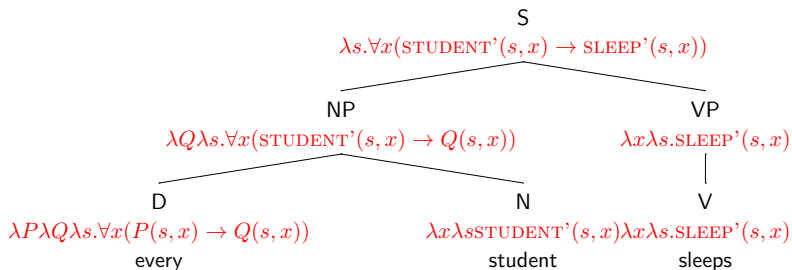 S
λs.∀x(STUDENT’(s, x) → SLEEP’(s, x))
NP VP
λQλs.∀x(STUDENT’(s, x) → Q(s, x)) λxλs.SLEEP’(s, x)
D N V
λPλQλs.∀x(P(s, x) → Q(s, x)) λxλsSTUDENT’(s, x)λxλs.SLEEP’(s, x)
every student sleeps